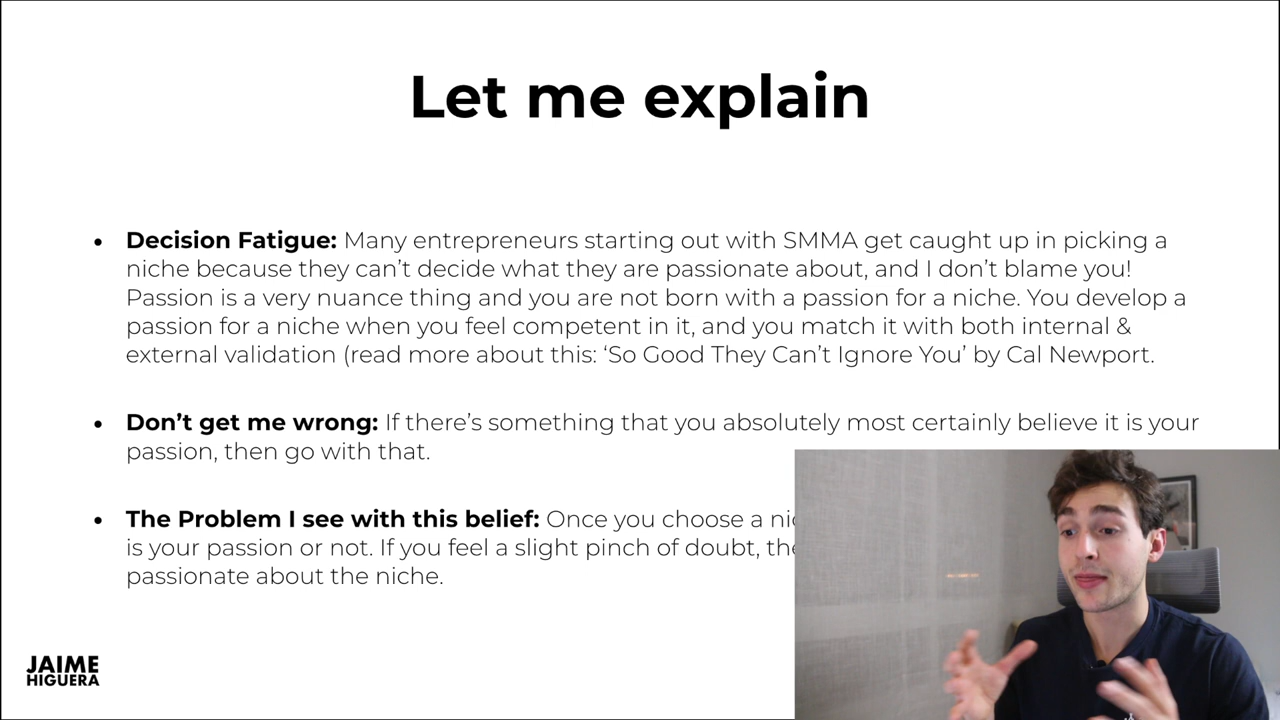 Let me explain
• Decision Fatigue: Many entrepreneurs starting out with SMMA get caught up in picking a
niche because they can’t decide what they are passionate about, and I don’t blame you!
Passion is a very nuance thing and you are not born with a passion for a niche. You develop a
passion for a niche when you feel competent in it, and you match it with both internal &
external validation (read more about this: ‘So Good They Can’t Ignore You’ by Cal Newport.
• Don’t get me wrong: If there’s something that you absolutely most certainly believe it is your
passion, then go with that.
• The Problem I see with this belief: Once you choose a
is your passion or not. If you feel a slight pinch of doubt,
passionate about the niche.
JAIME
HIGUERA